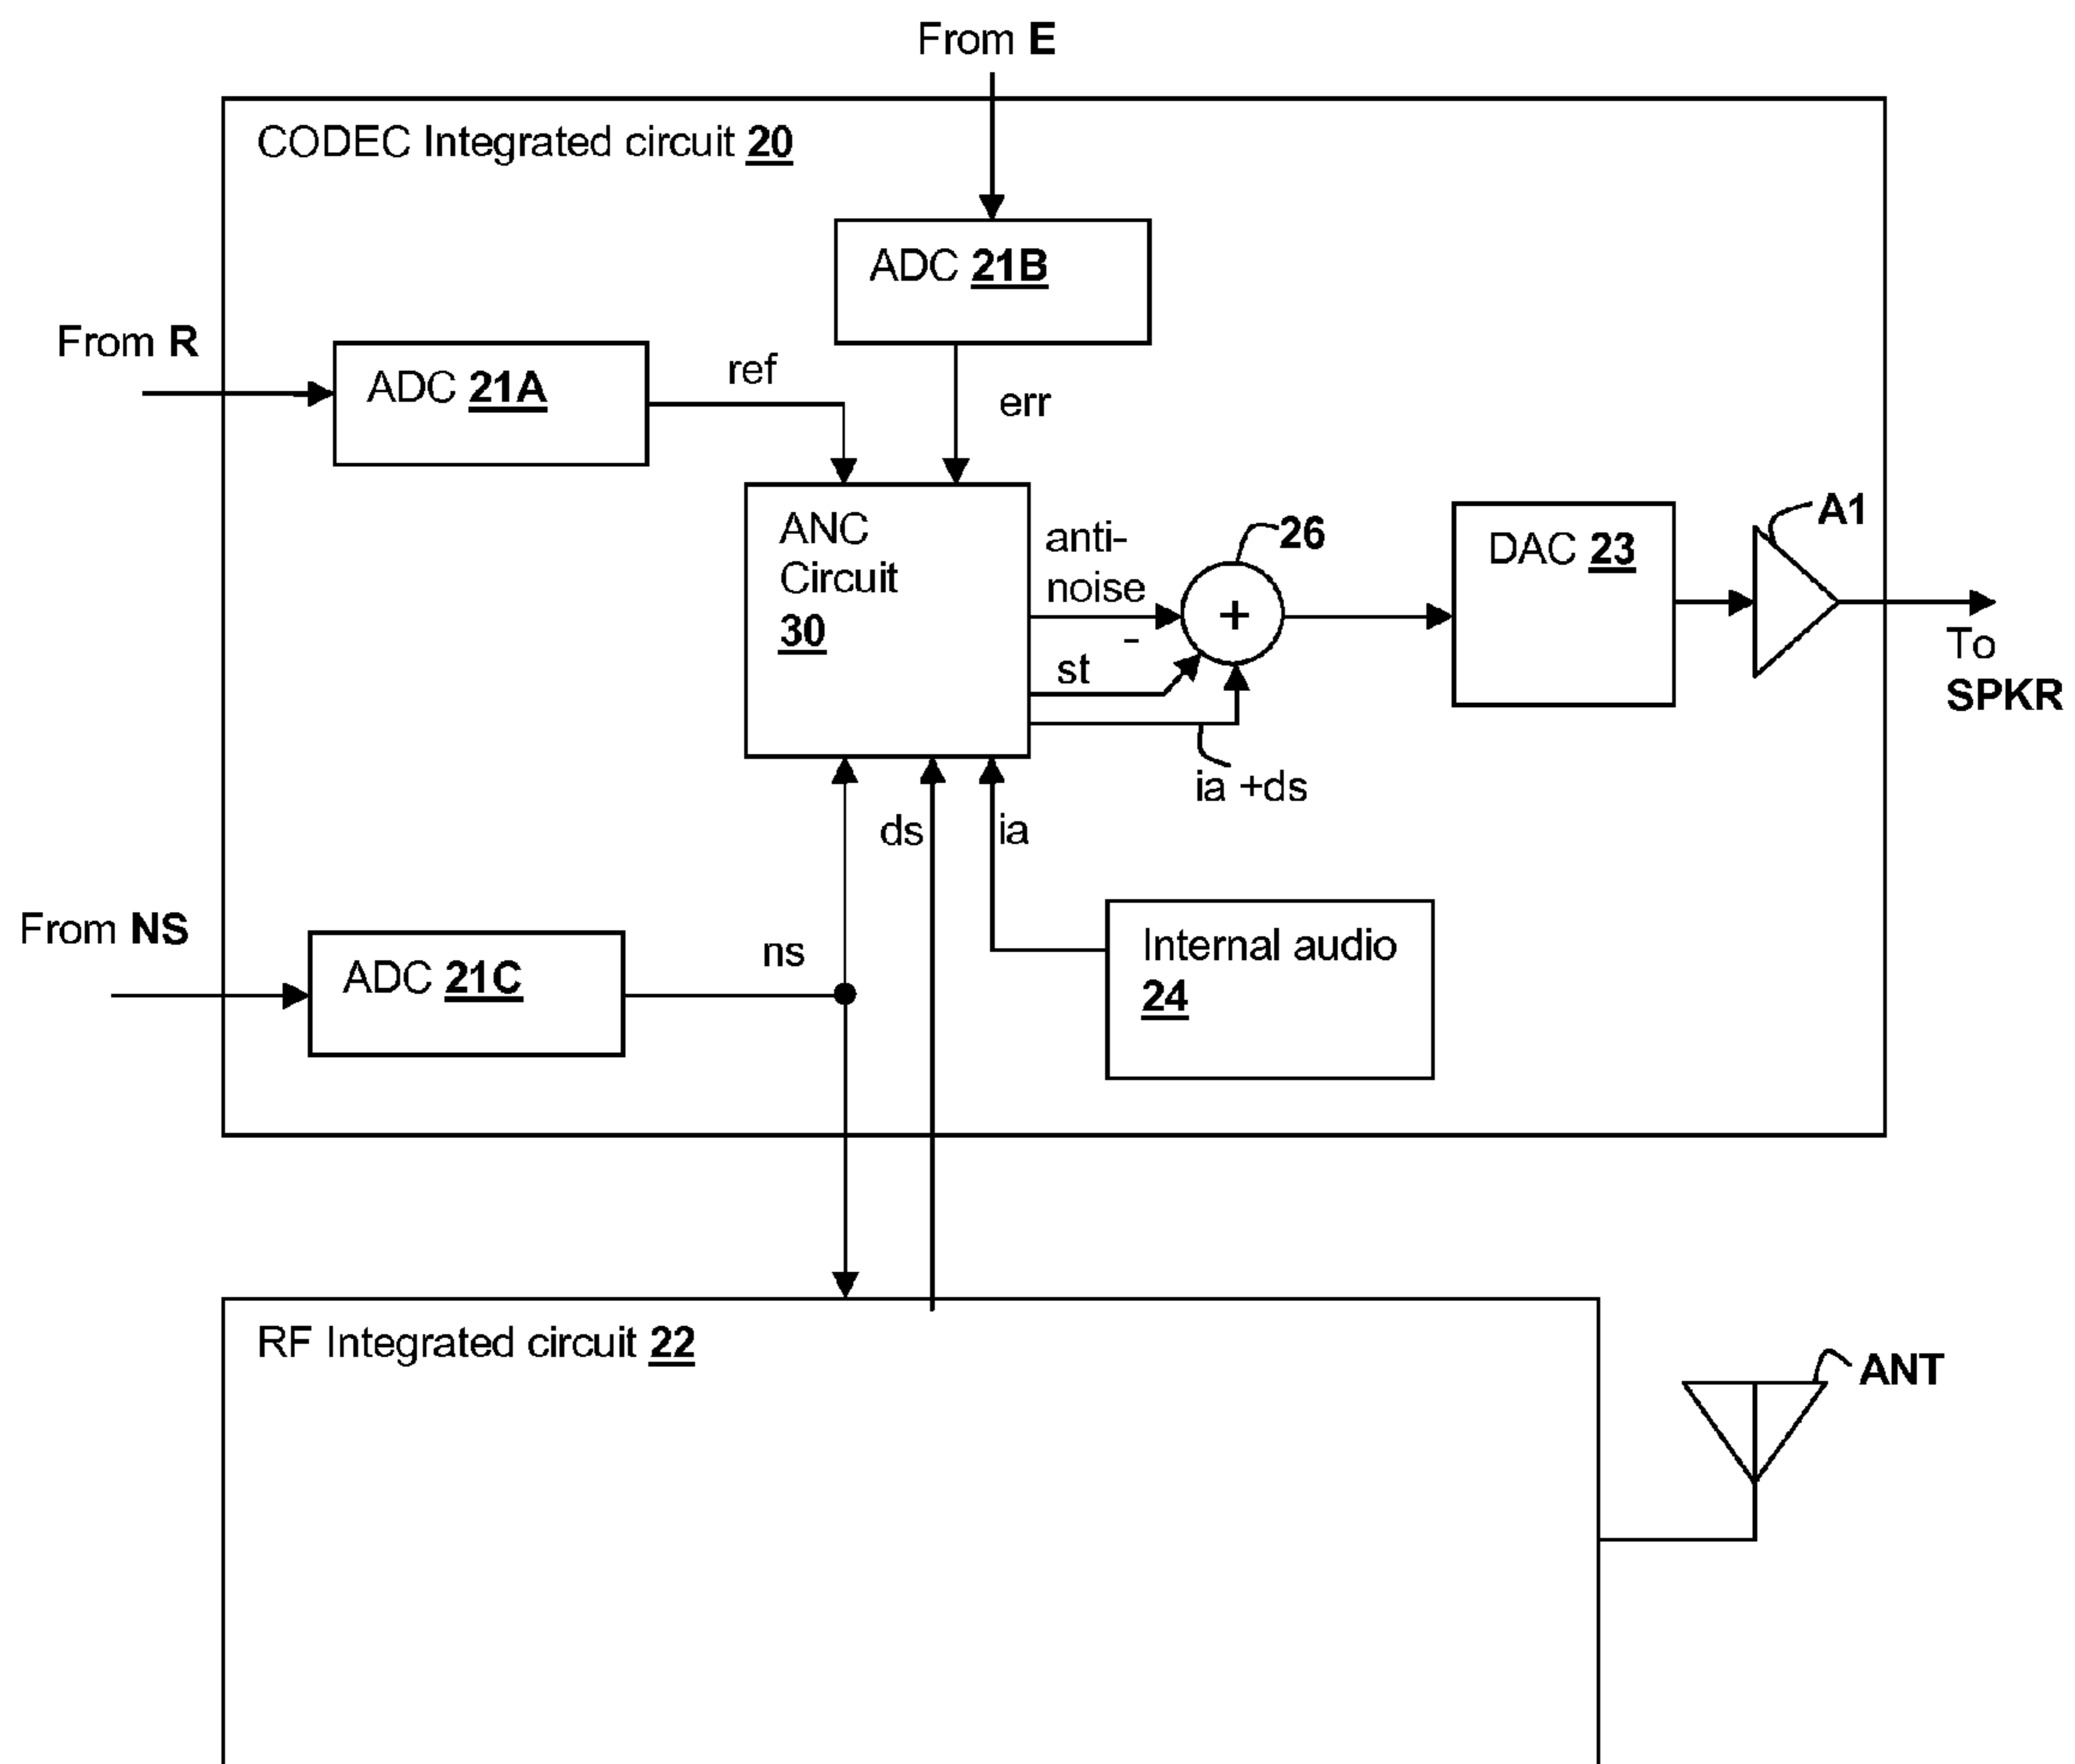 From E
CODEC Integrated circuit 20
ADC 21B
From R
ADC 21A
ref
err
ANC
Circuit
30
anti-
noise
-
st
26
+
DAC 23
A1
To
SPKR
ia +ds
ds
ia
From NS
ADC 21C
ns
Internal audio
24
RF Integrated circuit 22
ANT